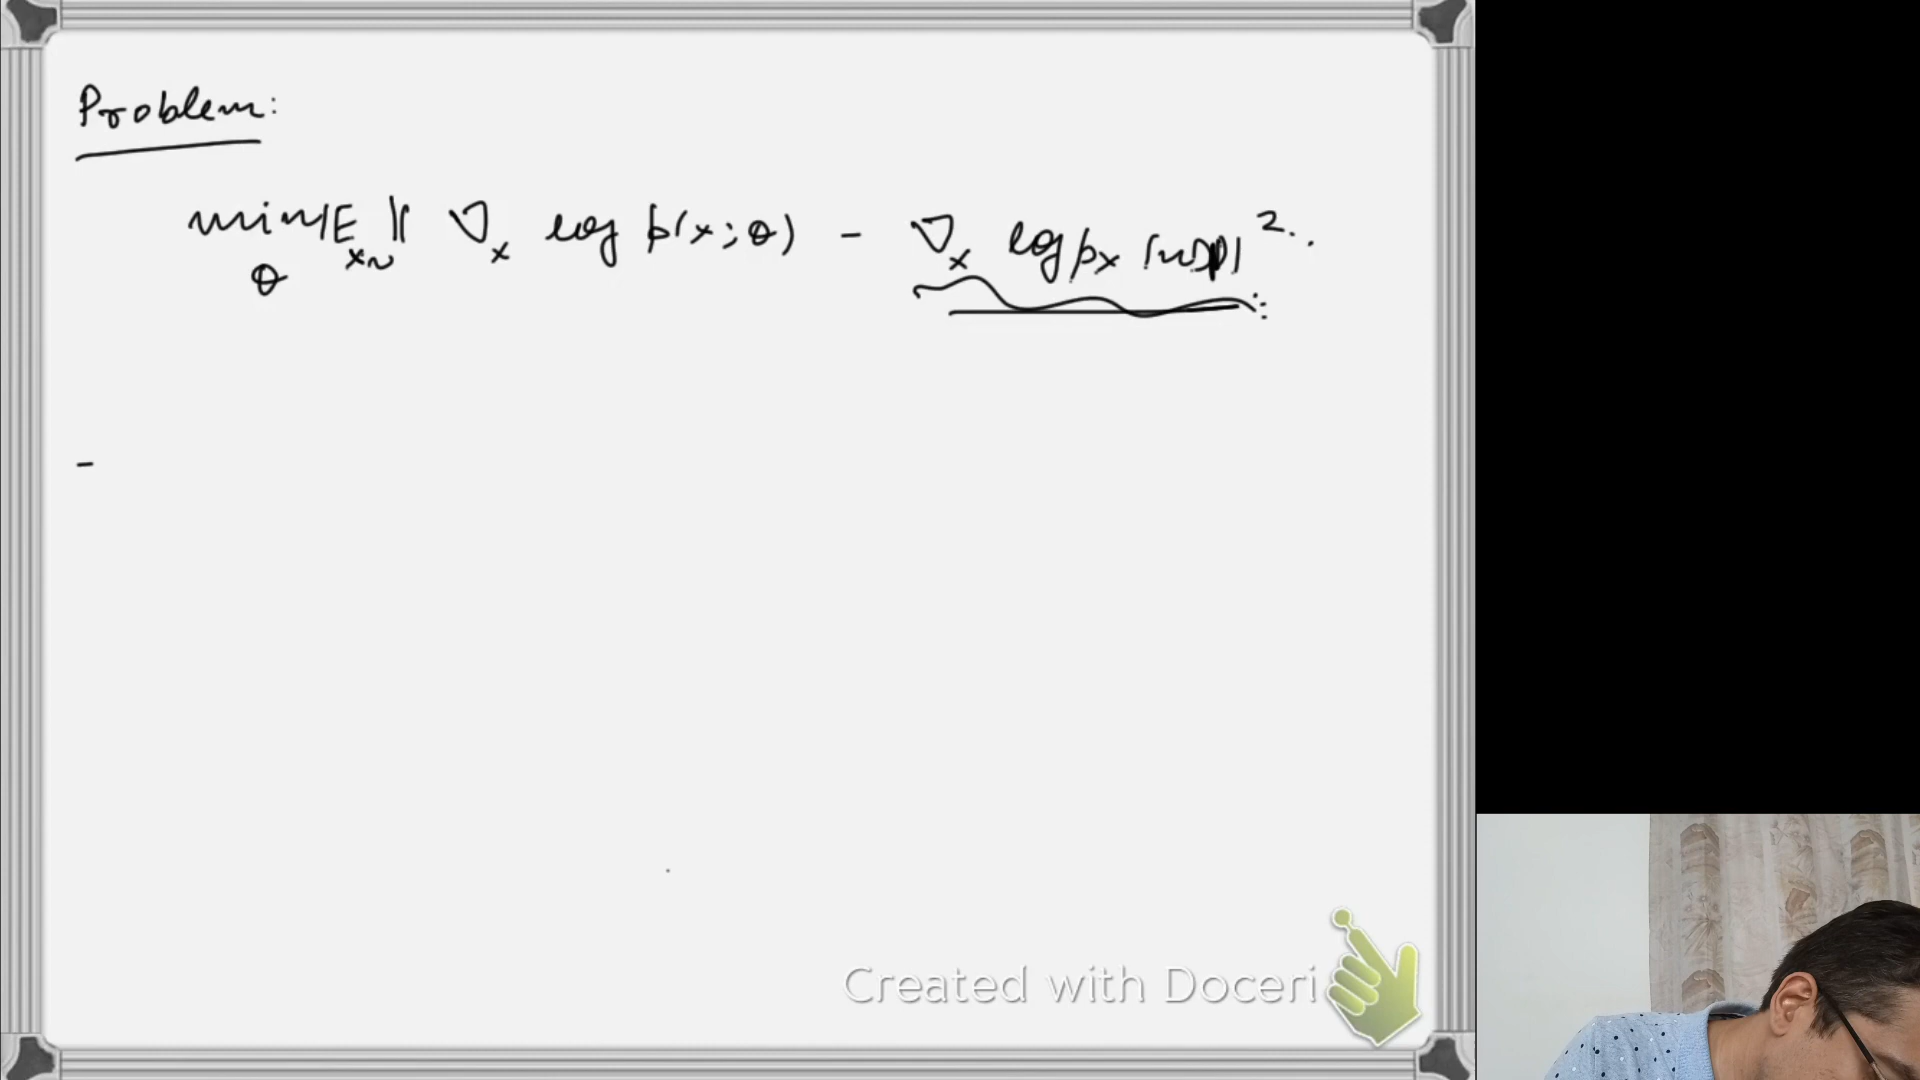 Problem:
min E ‖ ∇x log p(x; θ) - ∇x log px (x) ‖ 2
θ x~
-
Created with Doceri